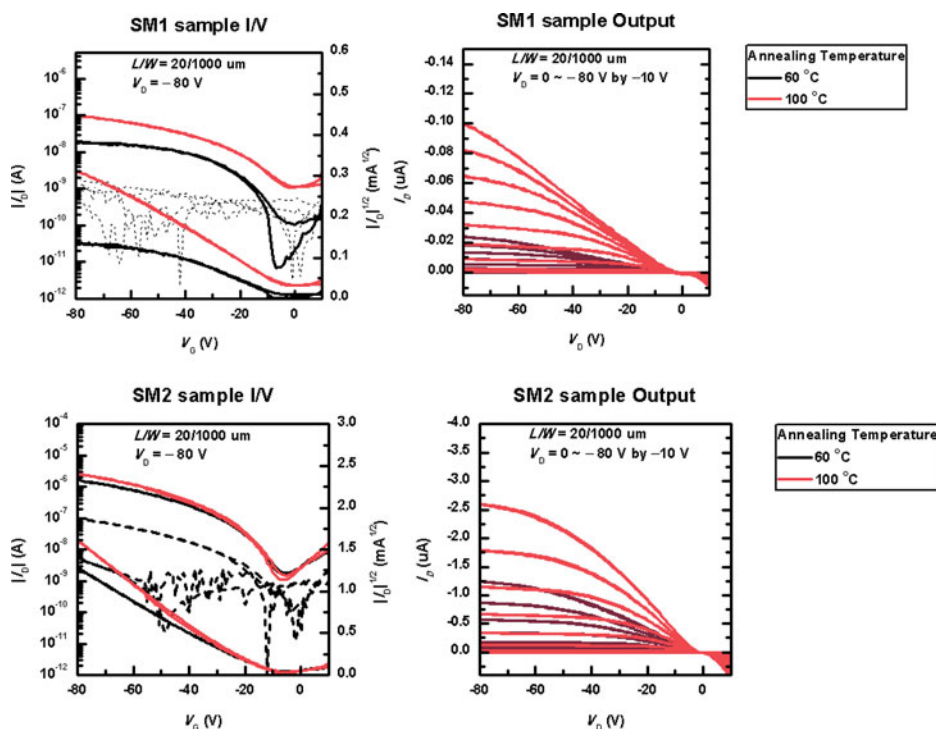 SM1 sample I/V
L/W = 20/1000 um
V_D = −80 V
|I_D| (A)
10⁻⁶
10⁻⁷
10⁻⁸
10⁻⁹
10⁻¹⁰
10⁻¹¹
10⁻¹²
0.6
0.5
0.4
0.3
0.2
0.1
0.0
|I_D|^1/2 (mA^1/2)
-80 -60 -40 -20 0
V_G (V)
SM1 sample Output
L/W = 20/1000 um
V_D = 0 ~ −80 V by −10 V
I_D (uA)
-0.14
-0.12
-0.10
-0.08
-0.06
-0.04
-0.02
0.00
-80 -60 -40 -20 0
V_D (V)
Annealing Temperature
60 °C
100 °C
SM2 sample I/V
L/W = 20/1000 um
V_D = −80 V
|I_D| (A)
10⁻⁴
10⁻⁵
10⁻⁶
10⁻⁷
10⁻⁸
10⁻⁹
10⁻¹⁰
10⁻¹¹
10⁻¹²
3.0
2.5
2.0
1.5
1.0
0.5
0.0
|I_D|^1/2 (mA^1/2)
-80 -60 -40 -20 0
V_G (V)
SM2 sample Output
L/W = 20/1000 um
V_D = 0 ~ −80 V by −10 V
I_D (uA)
-4.0
-3.5
-3.0
-2.5
-2.0
-1.5
-1.0
-0.5
0.0
-80 -60 -40 -20 0
V_D (V)
Annealing Temperature
60 °C
100 °C